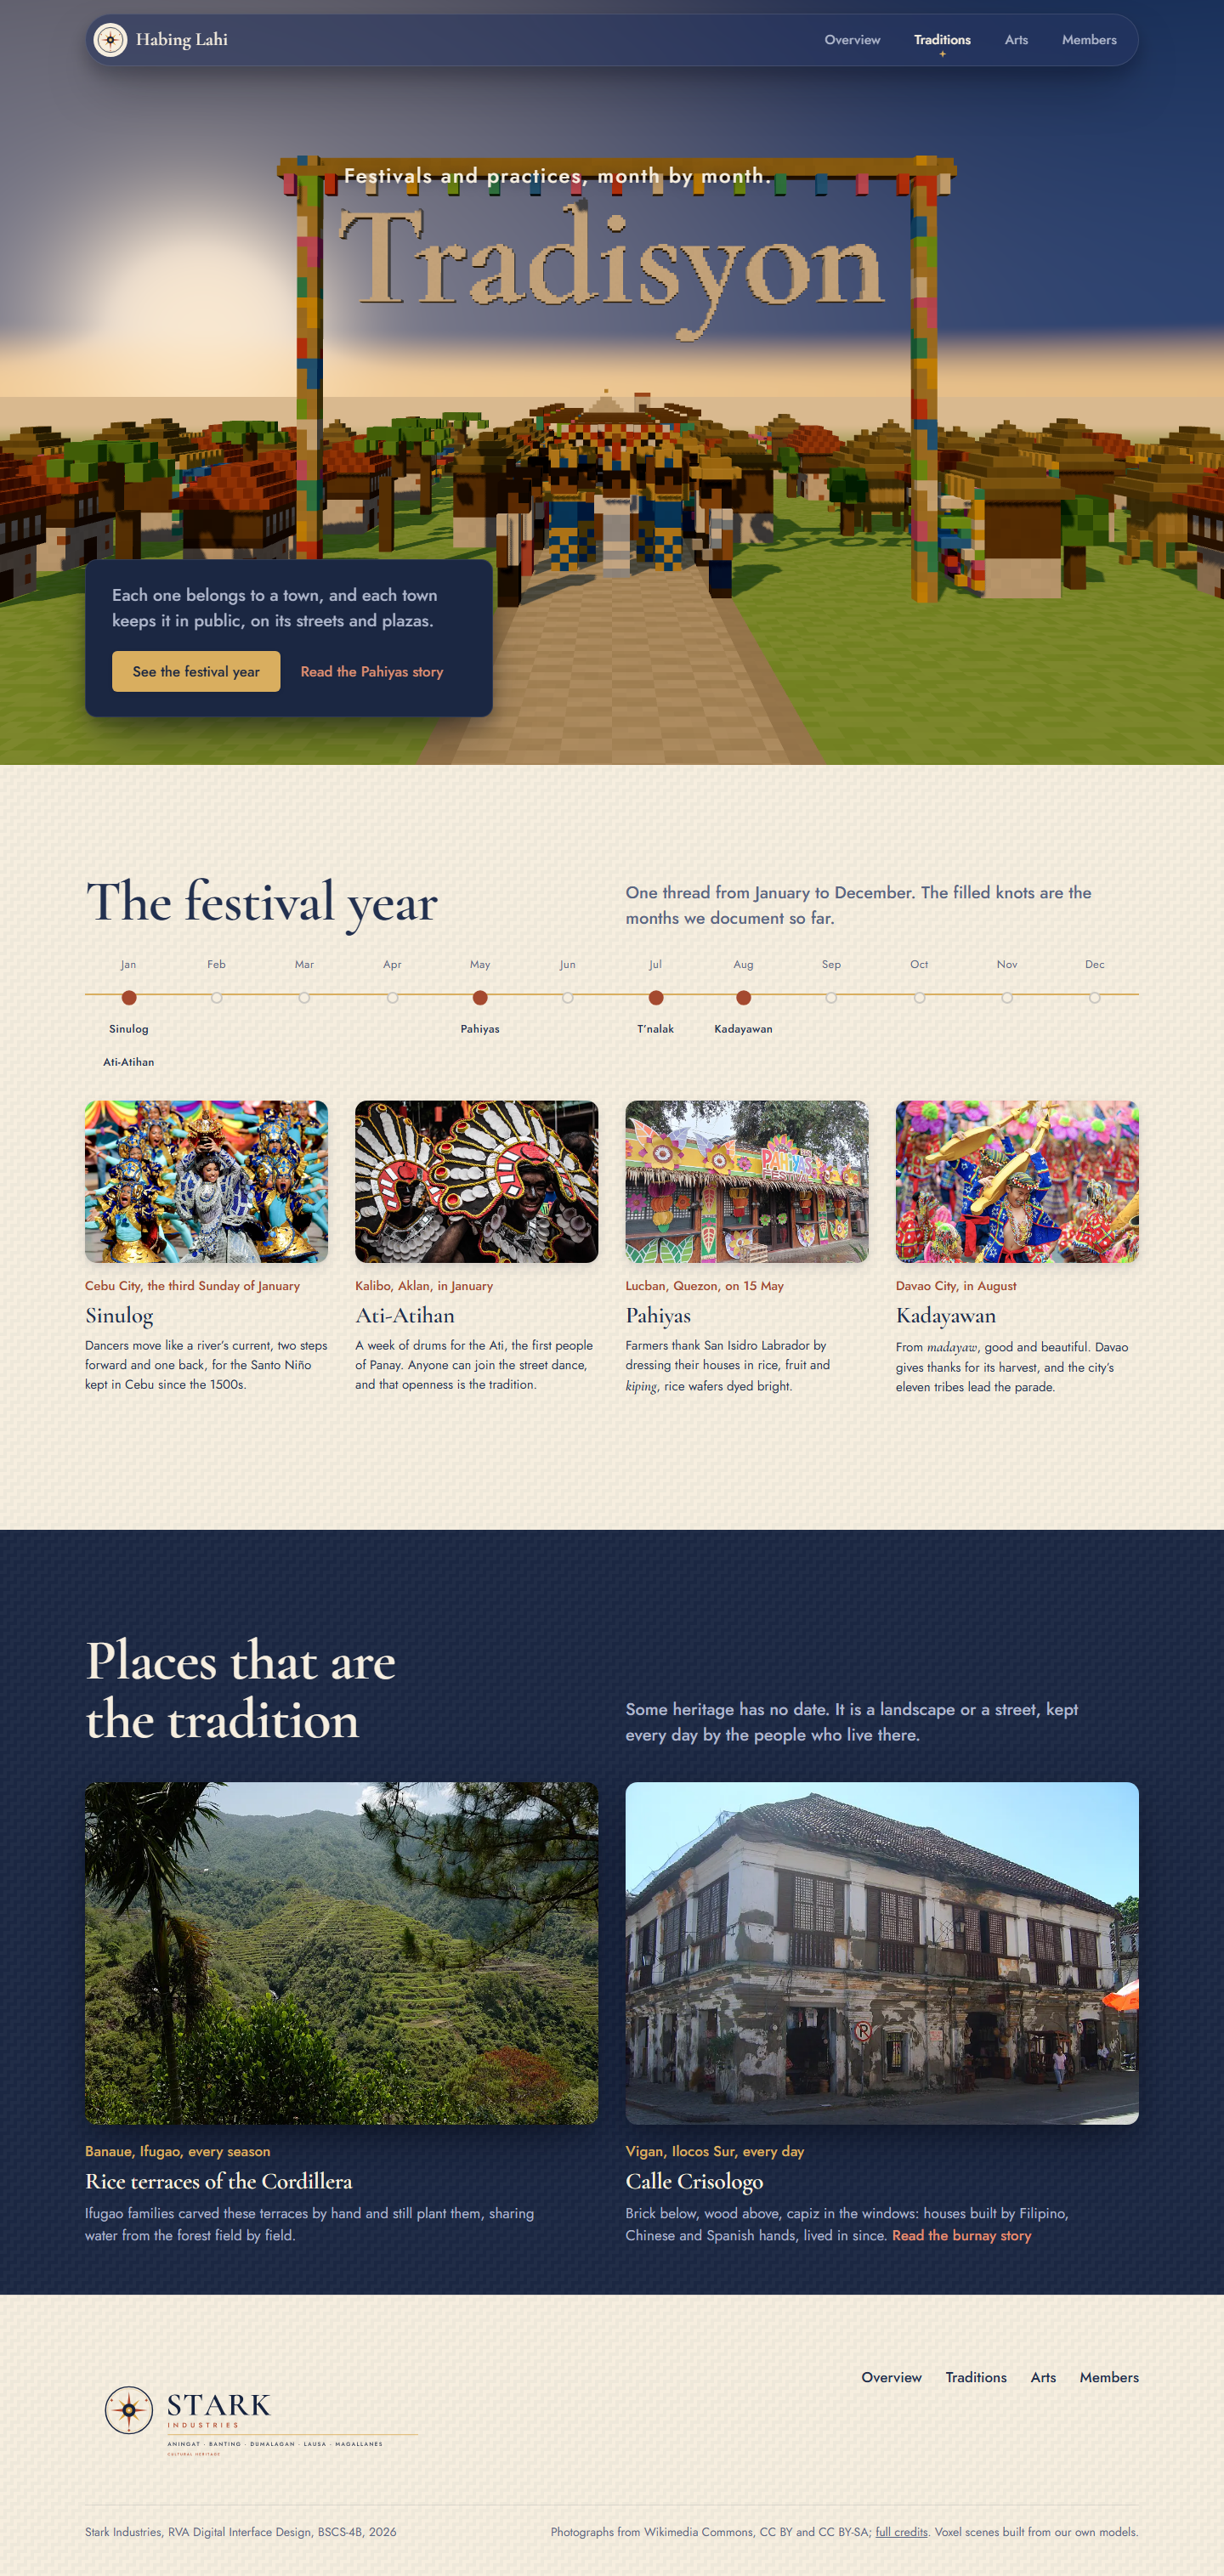 Habing Lahi
Overview Traditions Arts Members
Festivals and practices, month by month.
Tradisyon
Each one belongs to a town, and each town
keeps it in public, on its streets and plazas.
See the festival year
Read the Pahiyas story
The festival year
One thread from January to December. The filled knots are the
months we document so far.
Jan Feb Mar Apr May Jun Jul Aug Sep Oct Nov Dec
Sinulog Pahiyas T’nalak Kadayawan
Ati-Atihan
PAHIYAS
Cebu City, the third Sunday of January
Sinulog
Dancers move like a river’s current, two steps
forward and one back, for the Santo Niño
kept in Cebu since the 1500s.
Kalibo, Aklan, in January
Ati-Atihan
A week of drums for the Ati, the first people
of Panay. Anyone can join the street dance,
and that openness is the tradition.
Lucban, Quezon, on 15 May
Pahiyas
Farmers thank San Isidro Labrador by
dressing their houses in rice, fruit and
kiping, rice wafers dyed bright.
Davao City, in August
Kadayawan
From madayaw, good and beautiful. Davao
gives thanks for its harvest, and the city’s
eleven tribes lead the parade.
Places that are
the tradition
Some heritage has no date. It is a landscape or a street, kept
every day by the people who live there.
R
Banaue, Ifugao, every season
Rice terraces of the Cordillera
Ifugao families carved these terraces by hand and still plant them, sharing
water from the forest field by field.
Vigan, Ilocos Sur, every day
Calle Crisologo
Brick below, wood above, capiz in the windows: houses built by Filipino,
Chinese and Spanish hands, lived in since. Read the burnay story
Overview Traditions Arts Members
STARK
INDUSTRIES
ANINGAT · BANTING · DUMALAGAN · LAUSA · MAGALLANES
CULTURAL HERITAGE
Stark Industries, RVA Digital Interface Design, BSCS-4B, 2026
Photographs from Wikimedia Commons, CC BY and CC BY-SA; full credits. Voxel scenes built from our own models.